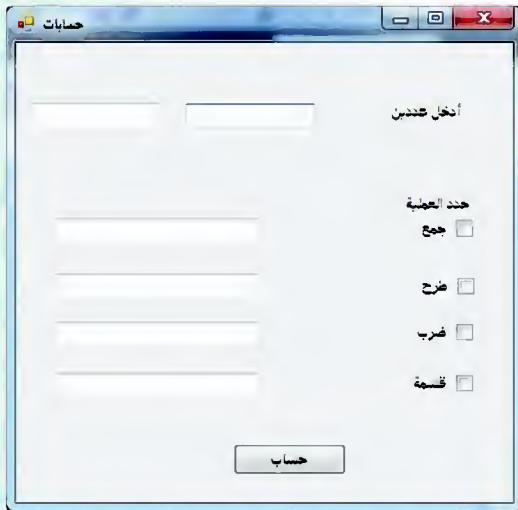 حسابات
أدخل عددين
حدد العملية
جمع
طرح
ضرب
قسمة
حساب